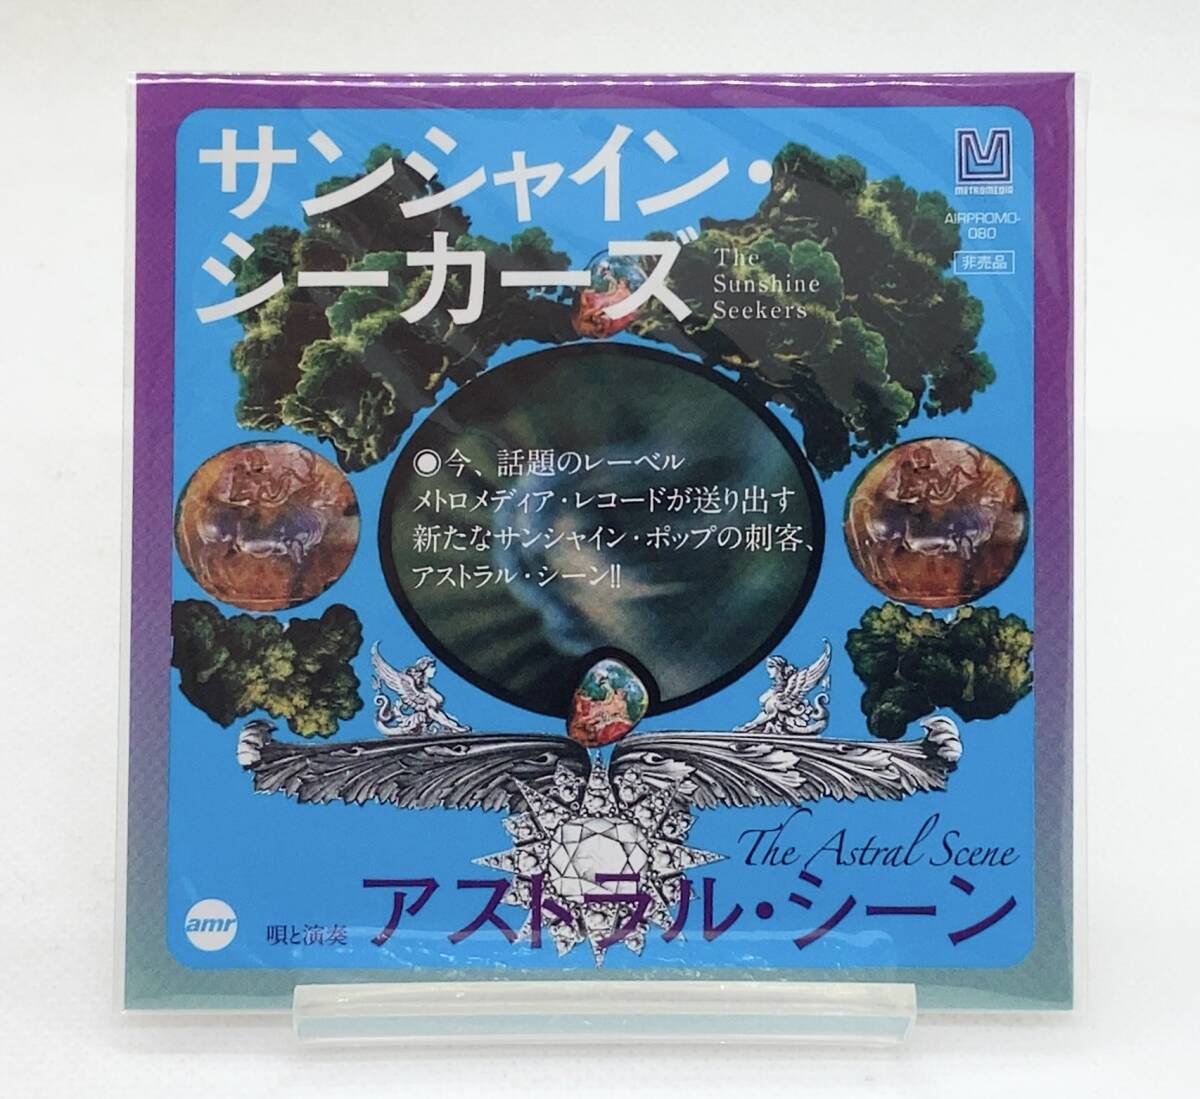 サンシャイン・
シーカーズ
The
Sunshine
Seekers
METROMEDIA
AIRPROMO-
080
非売品
◉今、話題のレーベル
メトロメディア・レコードが送り出す
新たなサンシャイン・ポップの刺客、
アストラル・シーン!!
The Astral Scene
amr
唄と演奏
アストラル・シーン